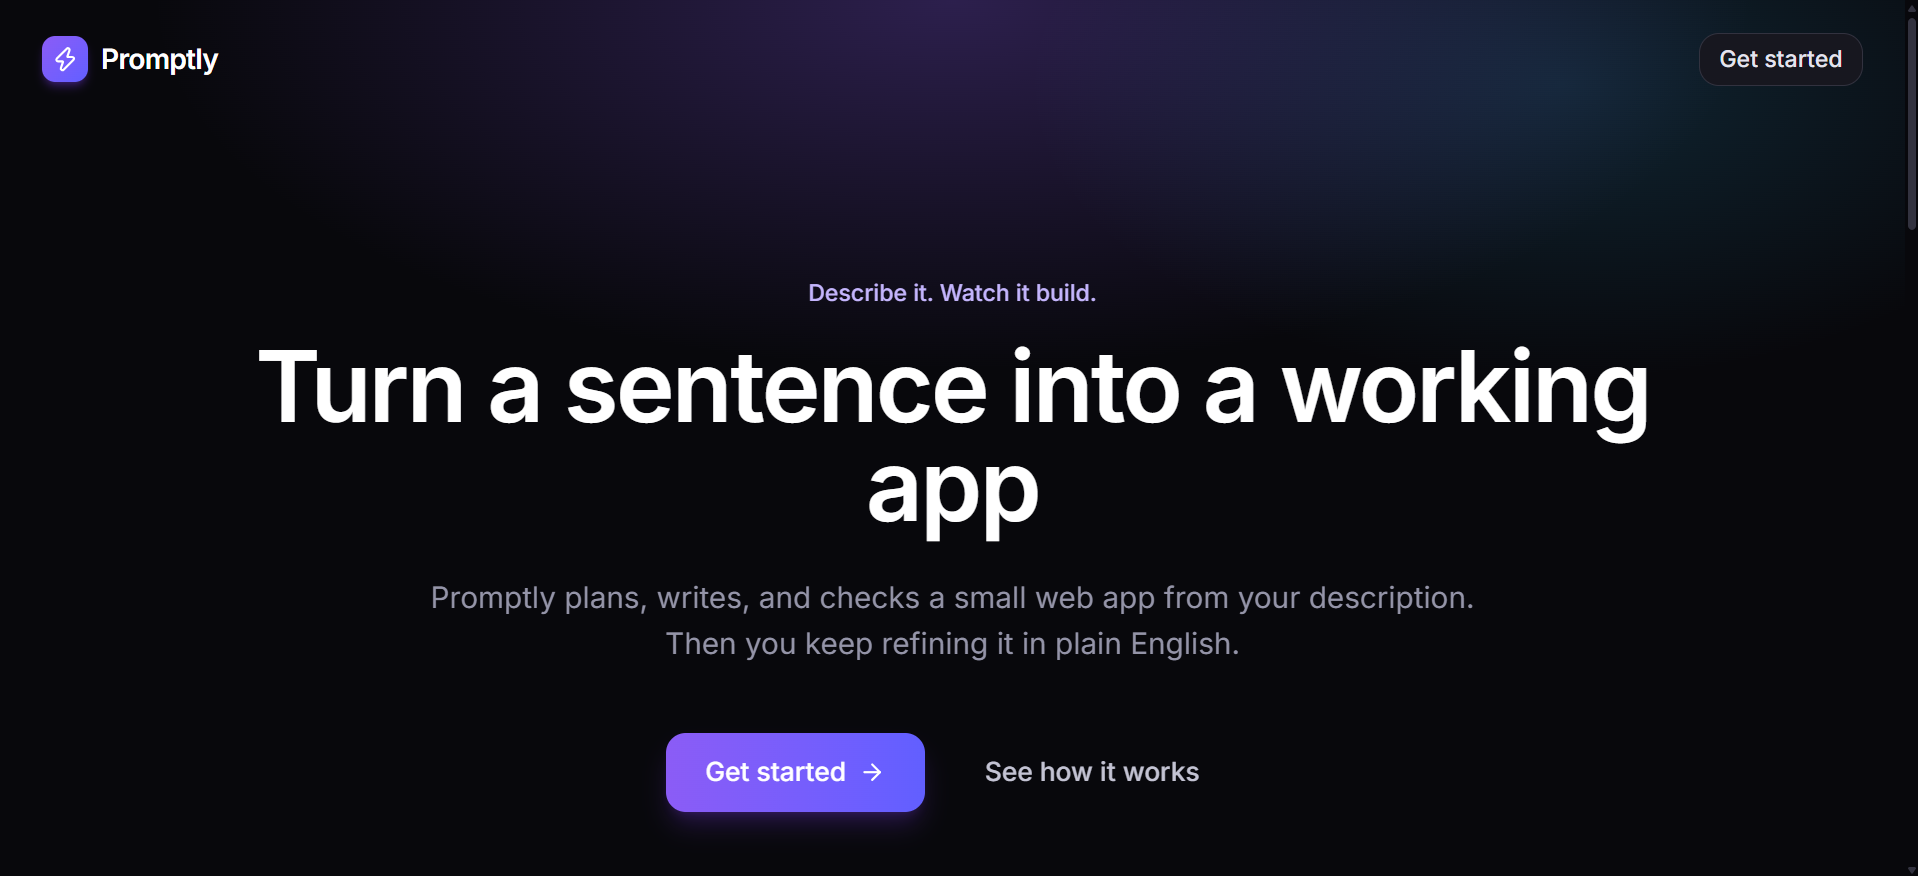 Promptly
Get started
Describe it. Watch it build.
Turn a sentence into a working
app
Promptly plans, writes, and checks a small web app from your description.
Then you keep refining it in plain English.
Get started
See how it works